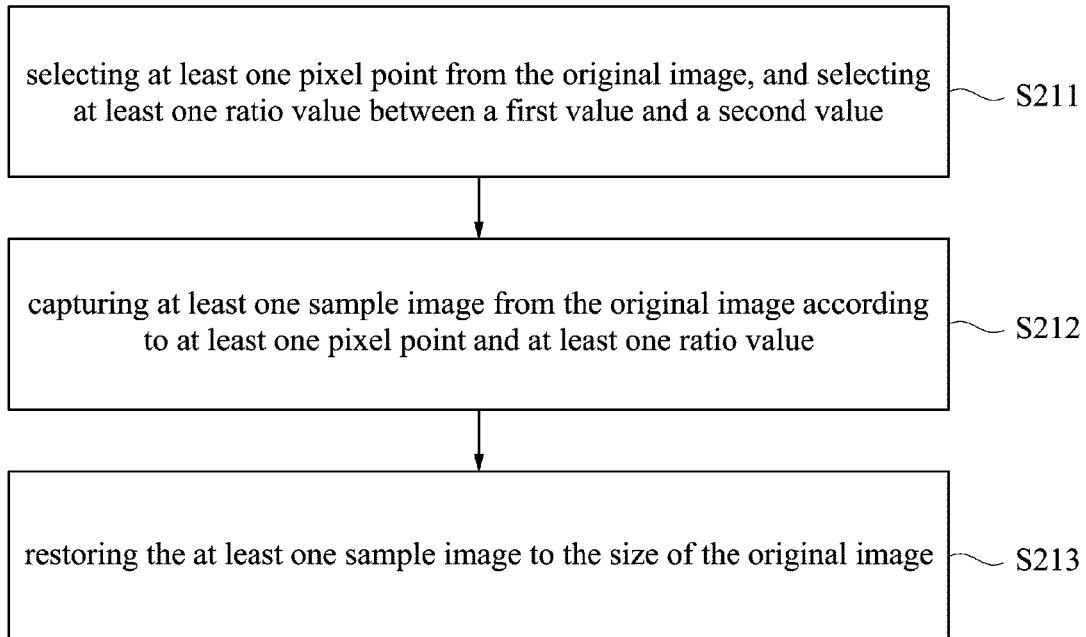 selecting at least one pixel point from the original image, and selecting
at least one ratio value between a first value and a second value
S211
capturing at least one sample image from the original image according
to at least one pixel point and at least one ratio value
S212
restoring the at least one sample image to the size of the original image
S213